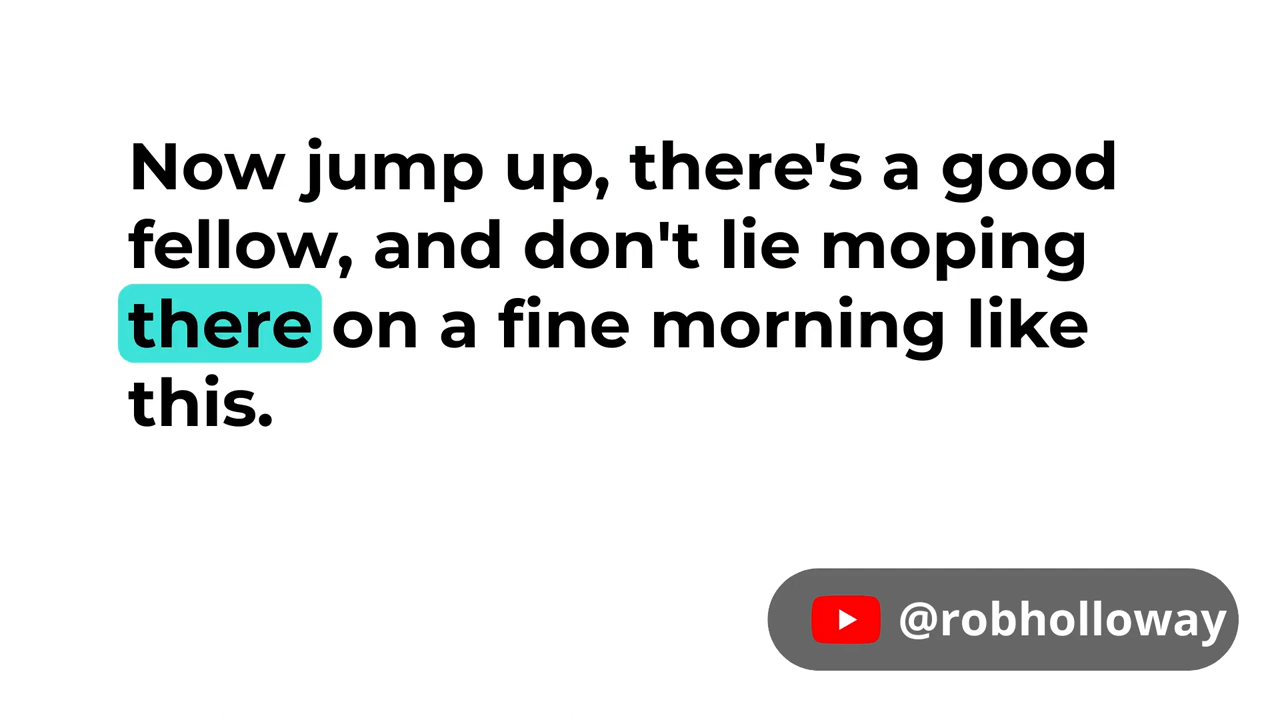 Now jump up, there's a good
fellow, and don't lie moping
there on a fine morning like
this.
@robholloway